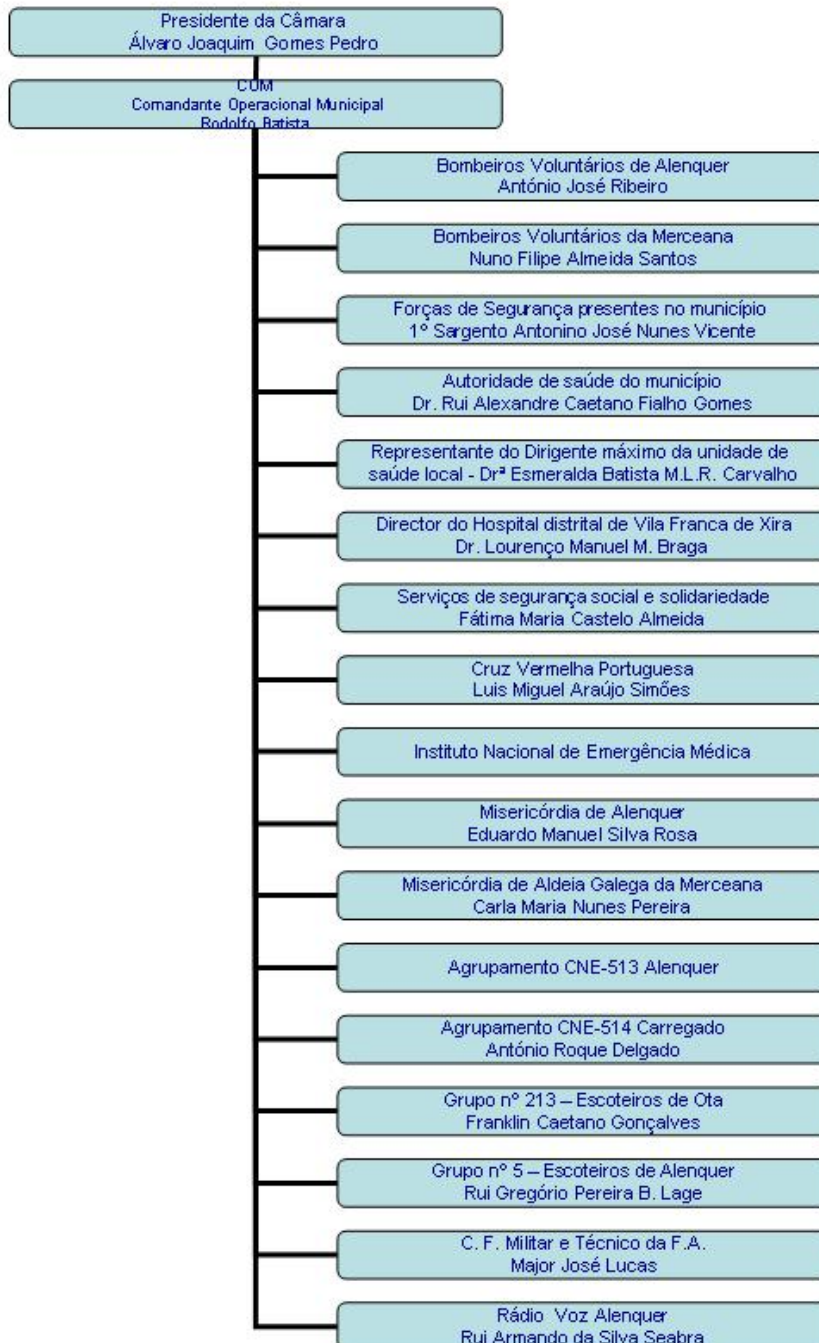 Presidente da Câmara
Álvaro Joaquim Gomes Pedro
COM
Comandante Operacional Municipal
Rodolfo Batista
Bombeiros Voluntários de Alenquer
António José Ribeiro
Bombeiros Voluntários da Merceana
Nuno Filipe Almeida Santos
Forças de Segurança presentes no município
1º Sargento Antonino José Nunes Vicente
Autoridade de saúde do município
Dr. Rui Alexandre Caetano Fialho Gomes
Representante do Dirigente máximo da unidade de
saúde local - Drª Esmeralda Batista M.L.R. Carvalho
Director do Hospital distrital de Vila Franca de Xira
Dr. Lourenço Manuel M. Braga
Serviços de segurança social e solidariedade
Fátima Maria Castelo Almeida
Cruz Vermelha Portuguesa
Luis Miguel Araújo Simões
Instituto Nacional de Emergência Médica
Misericórdia de Alenquer
Eduardo Manuel Silva Rosa
Misericórdia de Aldeia Galega da Merceana
Carla Maria Nunes Pereira
Agrupamento CNE-513 Alenquer
Agrupamento CNE-514 Carregado
António Roque Delgado
Grupo nº 213 – Escoteiros de Ota
Franklin Caetano Gonçalves
Grupo nº 5 – Escoteiros de Alenquer
Rui Gregório Pereira B. Lage
C. F. Militar e Técnico da F.A.
Major José Lucas
Rádio Voz Alenquer
Rui Armando da Silva Seabra